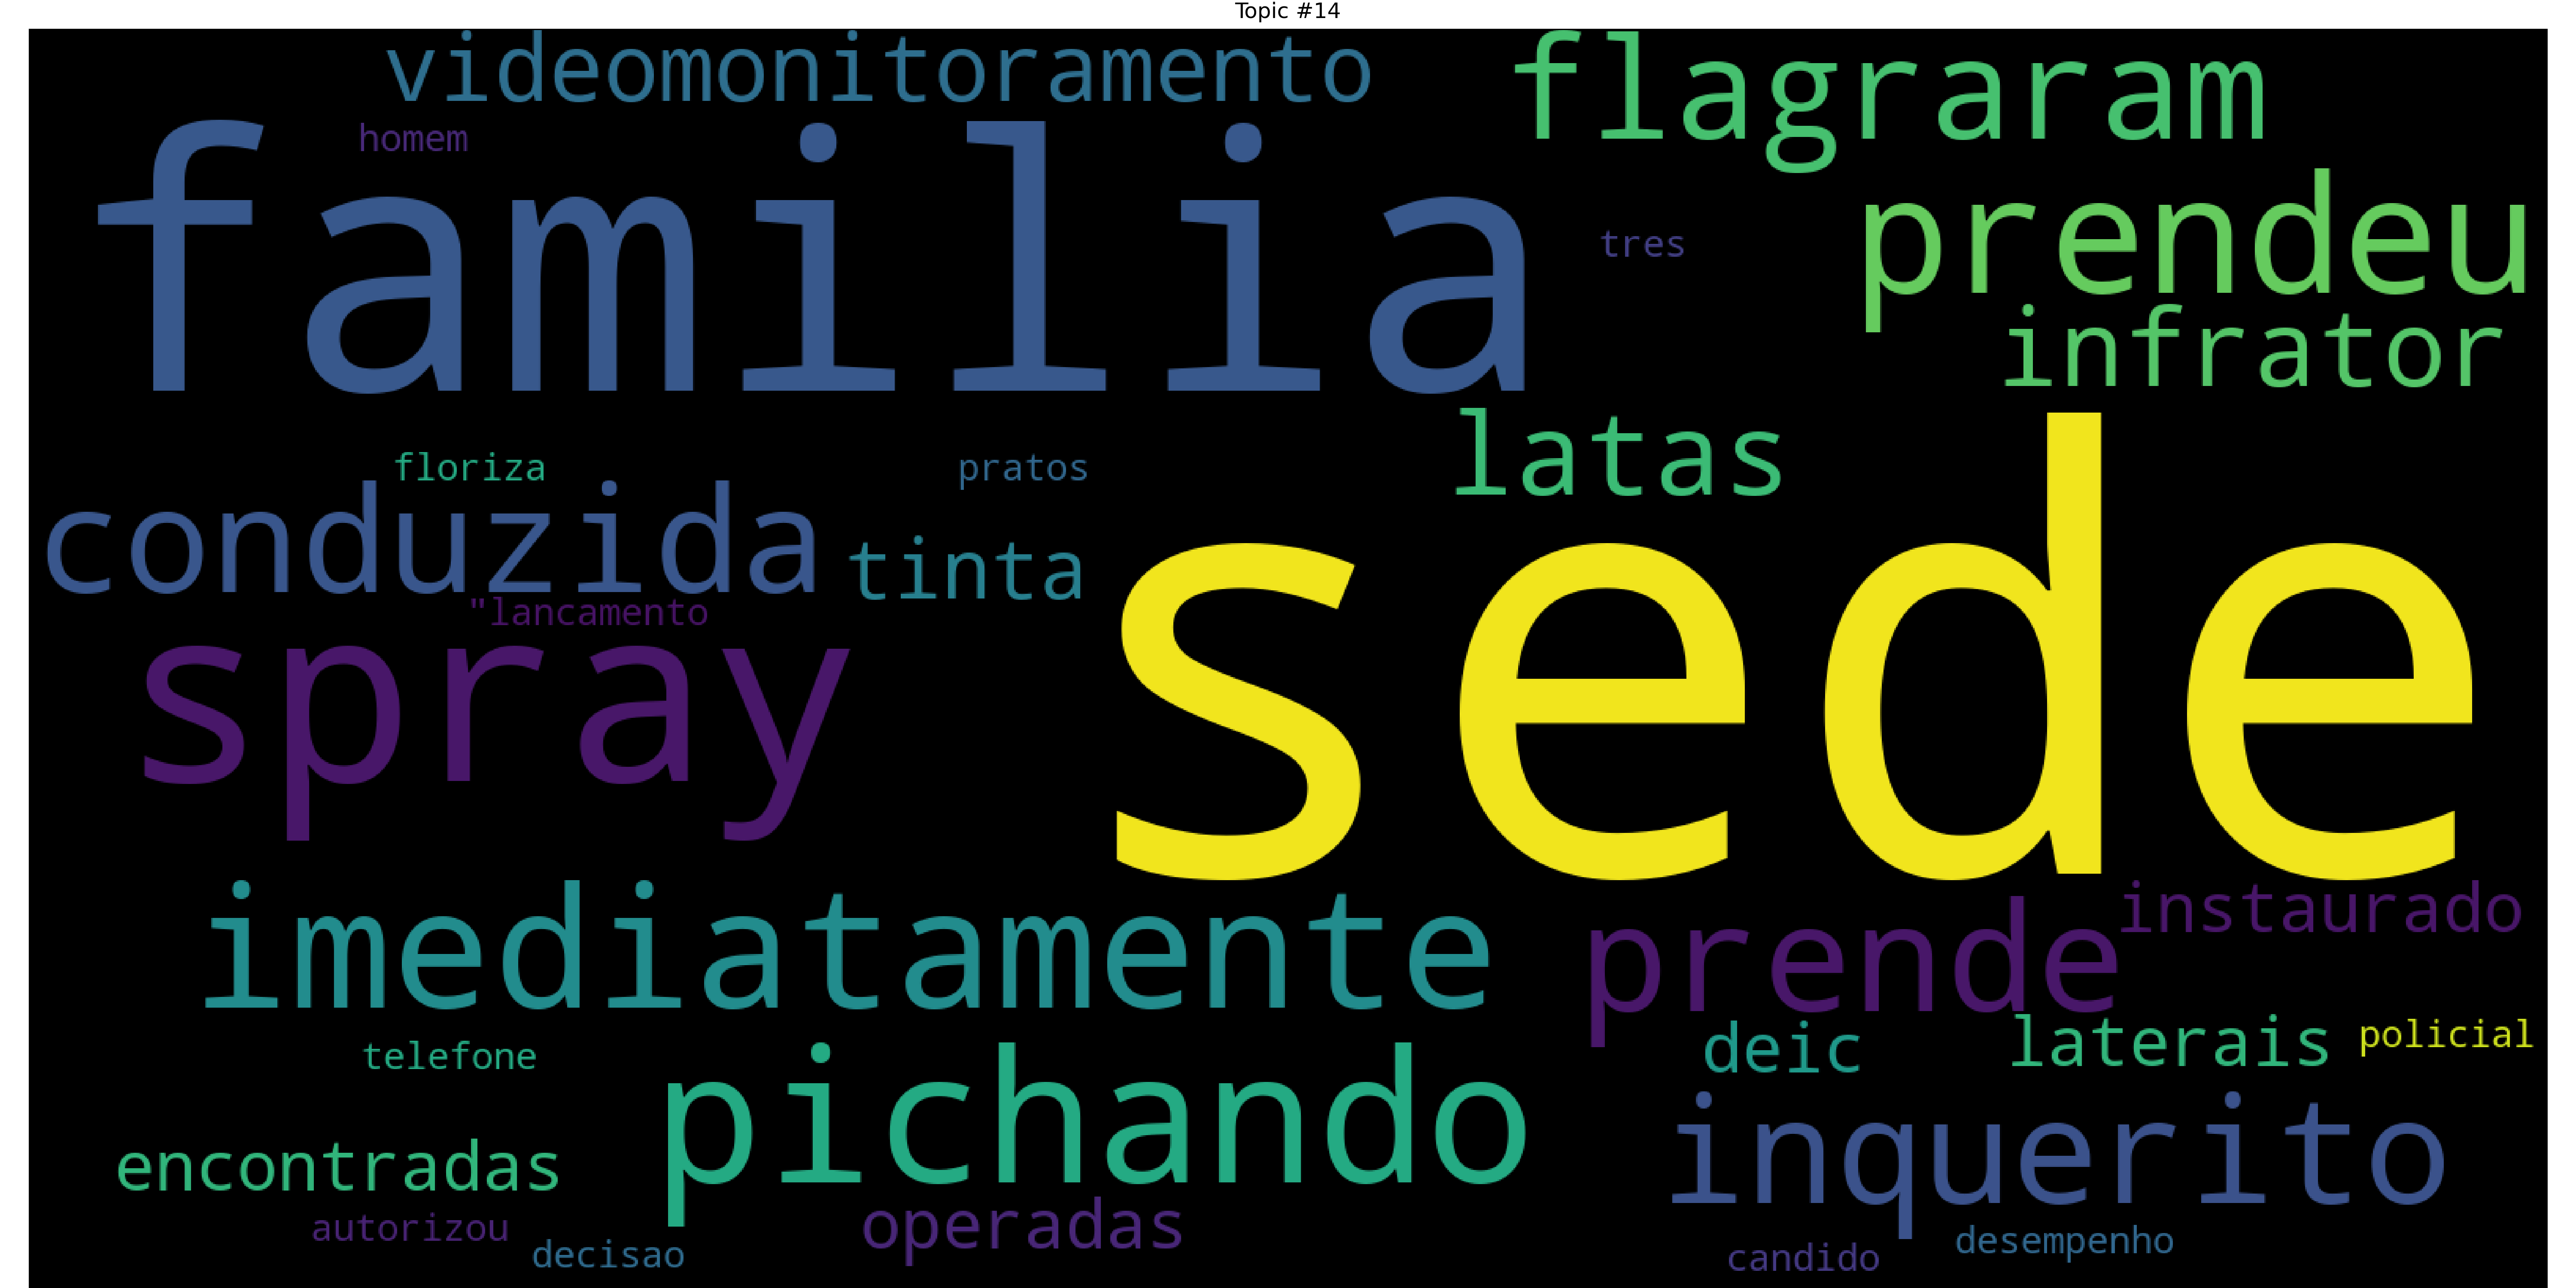 Topic #14
videomonitoramento
flagraram
homem
familia
prendeu
tres
infrator
latas
floriza
pratos
conduzida
tinta
sede
"lancamento
spray
imediatamente
prende
instaurado
telefone
pichando
deic
laterais
policial
encontradas
inquerito
autorizou
operadas
decisao
candido
desempenho